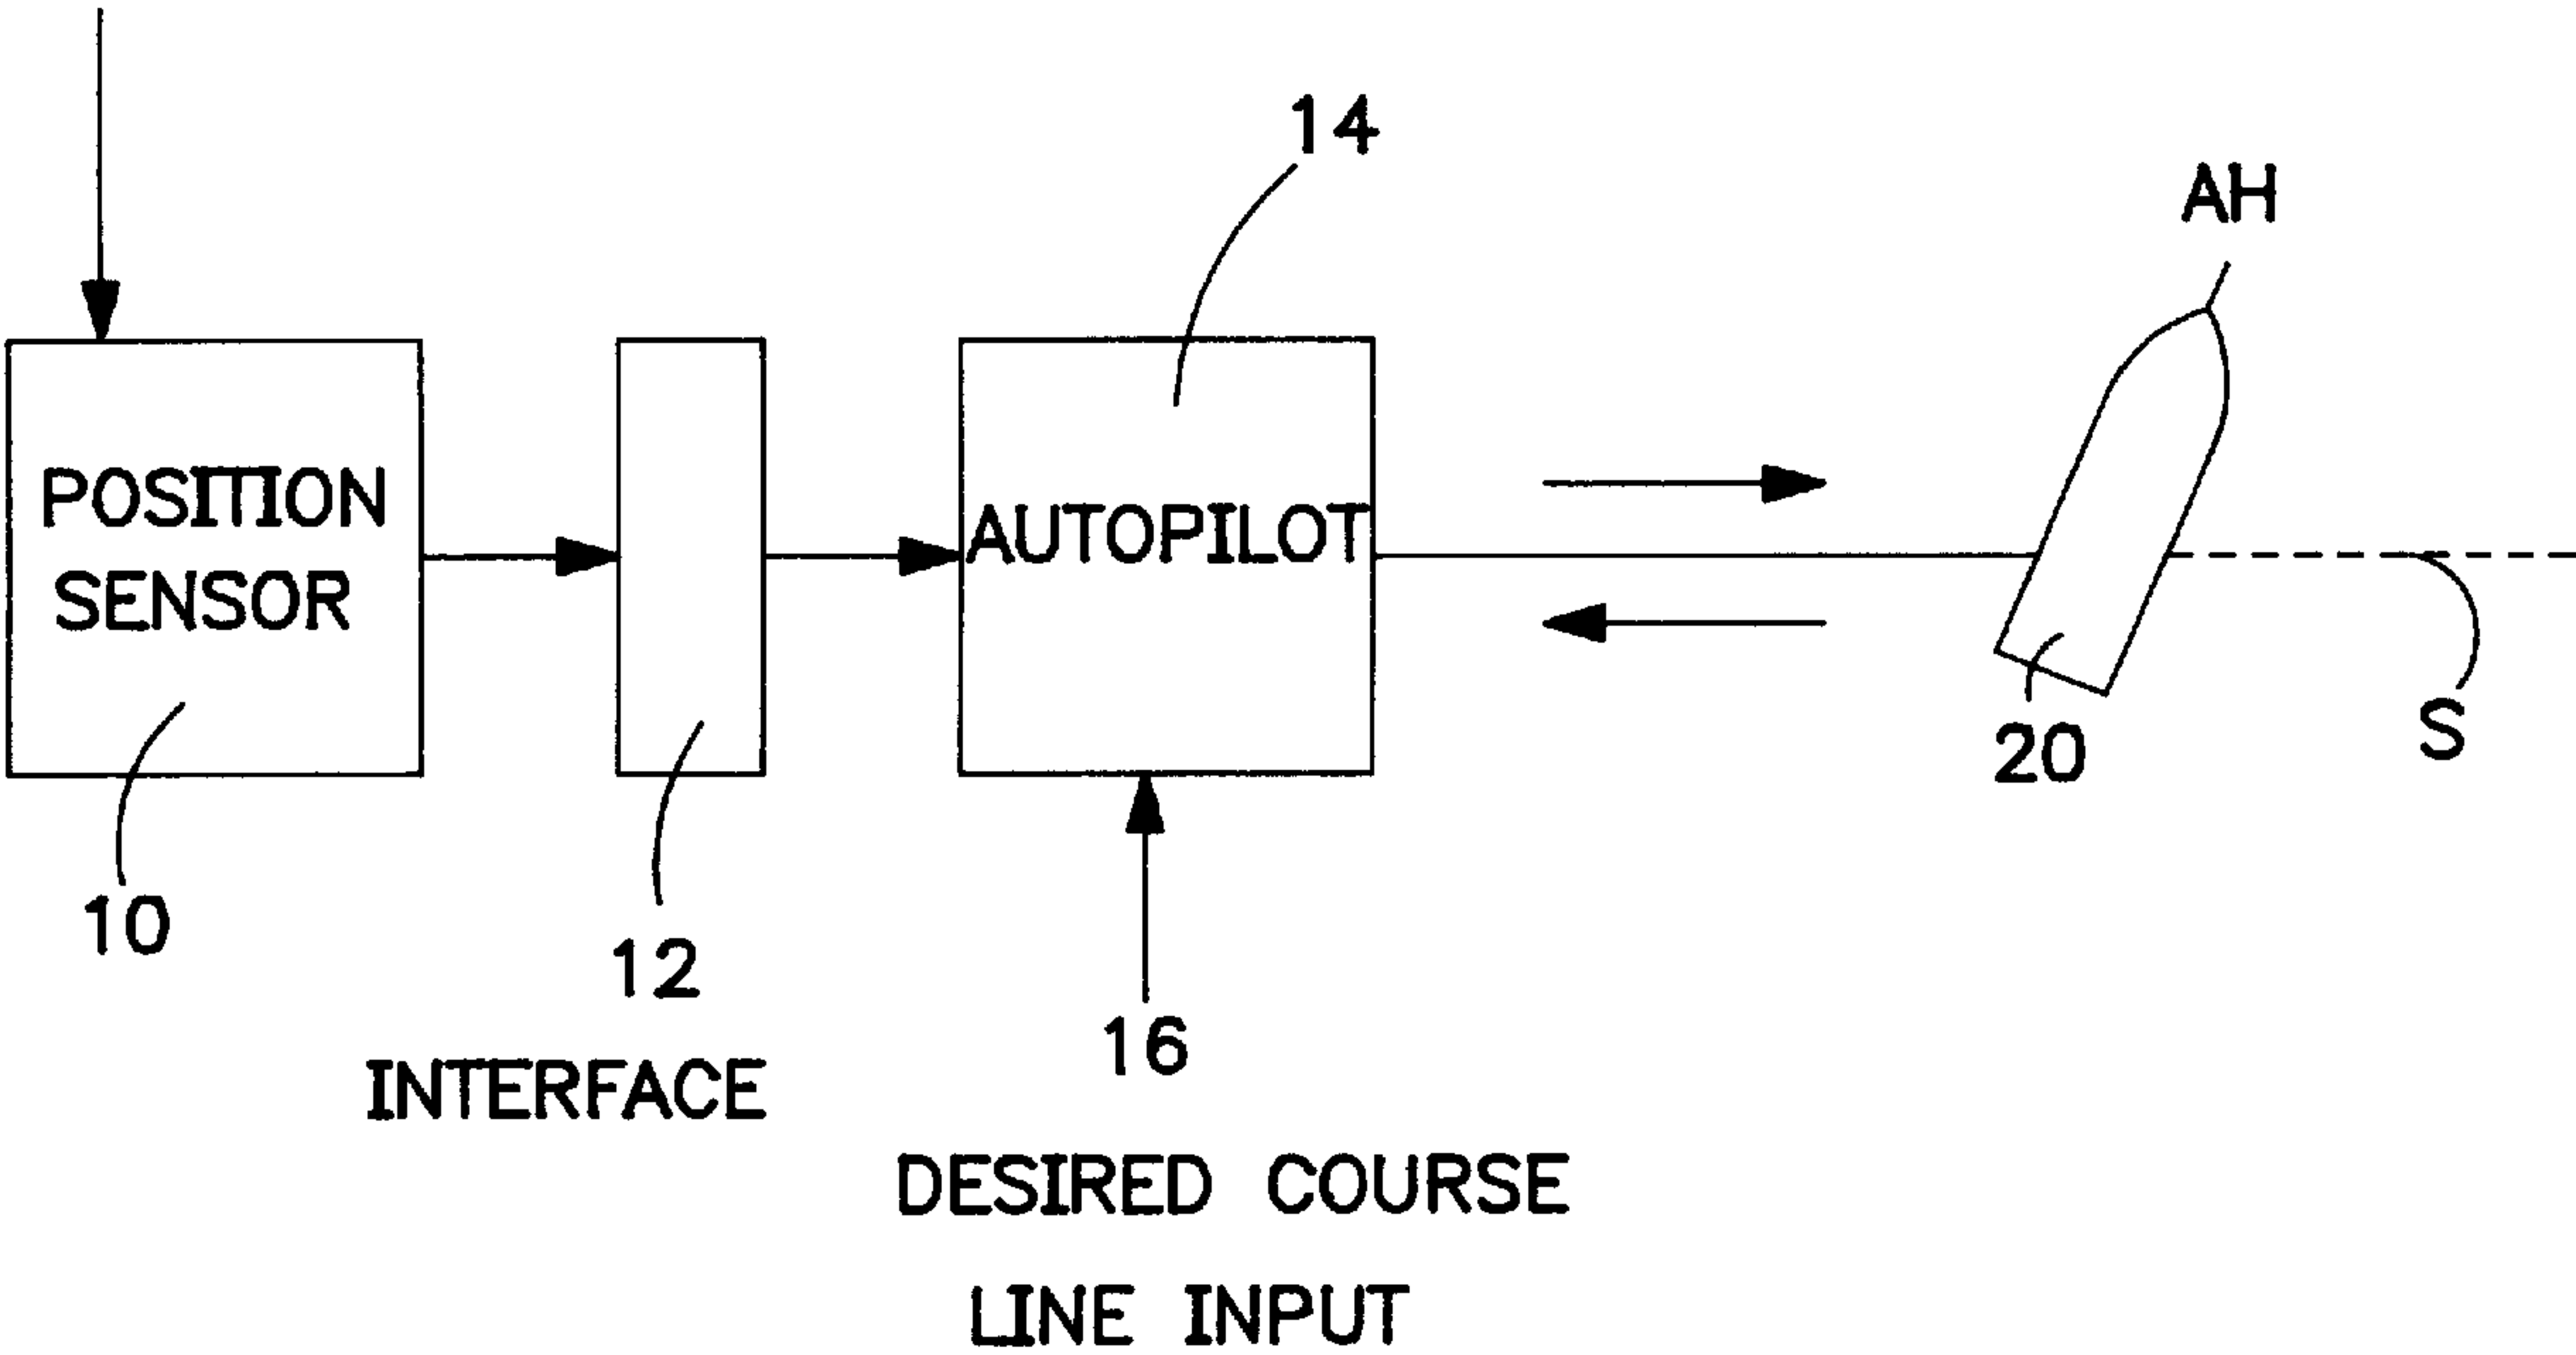 14
AH
POSITION
SENSOR
AUTOPILOT
S
20
10
12
16
INTERFACE
DESIRED COURSE
LINE INPUT